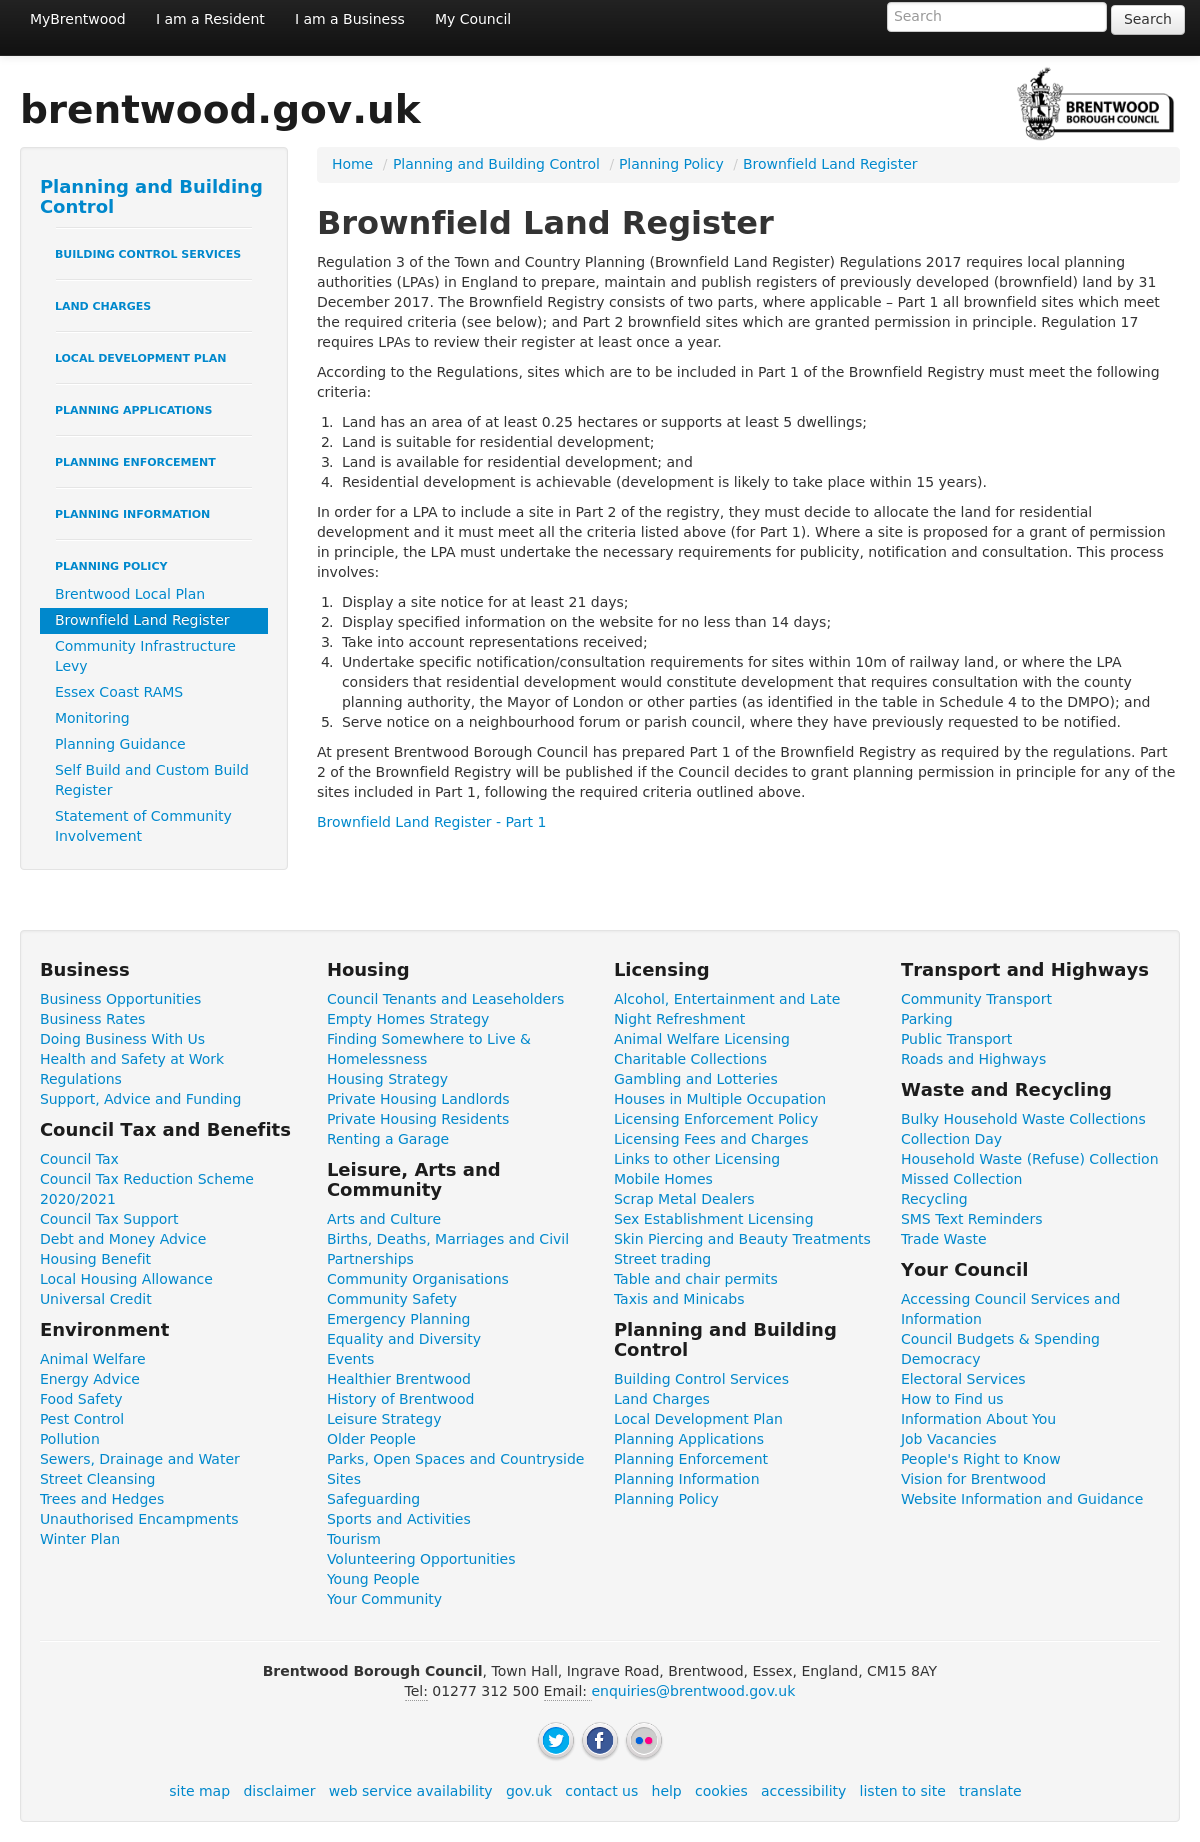 MyBrentwood I am a Resident I am a Business My Council Search Search
brentwood.gov.uk
BRENTWOOD
BOROUGH COUNCIL
Planning and Building
Control
BUILDING CONTROL SERVICES
LAND CHARGES
LOCAL DEVELOPMENT PLAN
PLANNING APPLICATIONS
PLANNING ENFORCEMENT
PLANNING INFORMATION
PLANNING POLICY
Brentwood Local Plan
Brownfield Land Register
Community Infrastructure
Levy
Essex Coast RAMS
Monitoring
Planning Guidance
Self Build and Custom Build
Register
Statement of Community
Involvement
Home / Planning and Building Control / Planning Policy / Brownfield Land Register
Brownfield Land Register
Regulation 3 of the Town and Country Planning (Brownfield Land Register) Regulations 2017 requires local planning
authorities (LPAs) in England to prepare, maintain and publish registers of previously developed (brownfield) land by 31
December 2017. The Brownfield Registry consists of two parts, where applicable – Part 1 all brownfield sites which meet
the required criteria (see below); and Part 2 brownfield sites which are granted permission in principle. Regulation 17
requires LPAs to review their register at least once a year.
According to the Regulations, sites which are to be included in Part 1 of the Brownfield Registry must meet the following
criteria:
1. Land has an area of at least 0.25 hectares or supports at least 5 dwellings;
2. Land is suitable for residential development;
3. Land is available for residential development; and
4. Residential development is achievable (development is likely to take place within 15 years).
In order for a LPA to include a site in Part 2 of the registry, they must decide to allocate the land for residential
development and it must meet all the criteria listed above (for Part 1). Where a site is proposed for a grant of permission
in principle, the LPA must undertake the necessary requirements for publicity, notification and consultation. This process
involves:
1. Display a site notice for at least 21 days;
2. Display specified information on the website for no less than 14 days;
3. Take into account representations received;
4. Undertake specific notification/consultation requirements for sites within 10m of railway land, or where the LPA
considers that residential development would constitute development that requires consultation with the county
planning authority, the Mayor of London or other parties (as identified in the table in Schedule 4 to the DMPO); and
5. Serve notice on a neighbourhood forum or parish council, where they have previously requested to be notified.
At present Brentwood Borough Council has prepared Part 1 of the Brownfield Registry as required by the regulations. Part
2 of the Brownfield Registry will be published if the Council decides to grant planning permission in principle for any of the
sites included in Part 1, following the required criteria outlined above.
Brownfield Land Register - Part 1
Business
Business Opportunities
Business Rates
Doing Business With Us
Health and Safety at Work
Regulations
Support, Advice and Funding
Council Tax and Benefits
Council Tax
Council Tax Reduction Scheme
2020/2021
Council Tax Support
Debt and Money Advice
Housing Benefit
Local Housing Allowance
Universal Credit
Environment
Animal Welfare
Energy Advice
Food Safety
Pest Control
Pollution
Sewers, Drainage and Water
Street Cleansing
Trees and Hedges
Unauthorised Encampments
Winter Plan
Housing
Council Tenants and Leaseholders
Empty Homes Strategy
Finding Somewhere to Live &
Homelessness
Housing Strategy
Private Housing Landlords
Private Housing Residents
Renting a Garage
Leisure, Arts and
Community
Arts and Culture
Births, Deaths, Marriages and Civil
Partnerships
Community Organisations
Community Safety
Emergency Planning
Equality and Diversity
Events
Healthier Brentwood
History of Brentwood
Leisure Strategy
Older People
Parks, Open Spaces and Countryside
Sites
Safeguarding
Sports and Activities
Tourism
Volunteering Opportunities
Young People
Your Community
Licensing
Alcohol, Entertainment and Late
Night Refreshment
Animal Welfare Licensing
Charitable Collections
Gambling and Lotteries
Houses in Multiple Occupation
Licensing Enforcement Policy
Licensing Fees and Charges
Links to other Licensing
Mobile Homes
Scrap Metal Dealers
Sex Establishment Licensing
Skin Piercing and Beauty Treatments
Street trading
Table and chair permits
Taxis and Minicabs
Planning and Building
Control
Building Control Services
Land Charges
Local Development Plan
Planning Applications
Planning Enforcement
Planning Information
Planning Policy
Transport and Highways
Community Transport
Parking
Public Transport
Roads and Highways
Waste and Recycling
Bulky Household Waste Collections
Collection Day
Household Waste (Refuse) Collection
Missed Collection
Recycling
SMS Text Reminders
Trade Waste
Your Council
Accessing Council Services and
Information
Council Budgets & Spending
Democracy
Electoral Services
How to Find us
Information About You
Job Vacancies
People's Right to Know
Vision for Brentwood
Website Information and Guidance
Brentwood Borough Council, Town Hall, Ingrave Road, Brentwood, Essex, England, CM15 8AY
Tel: 01277 312 500 Email: enquiries@brentwood.gov.uk
site map disclaimer web service availability gov.uk contact us help cookies accessibility listen to site translate